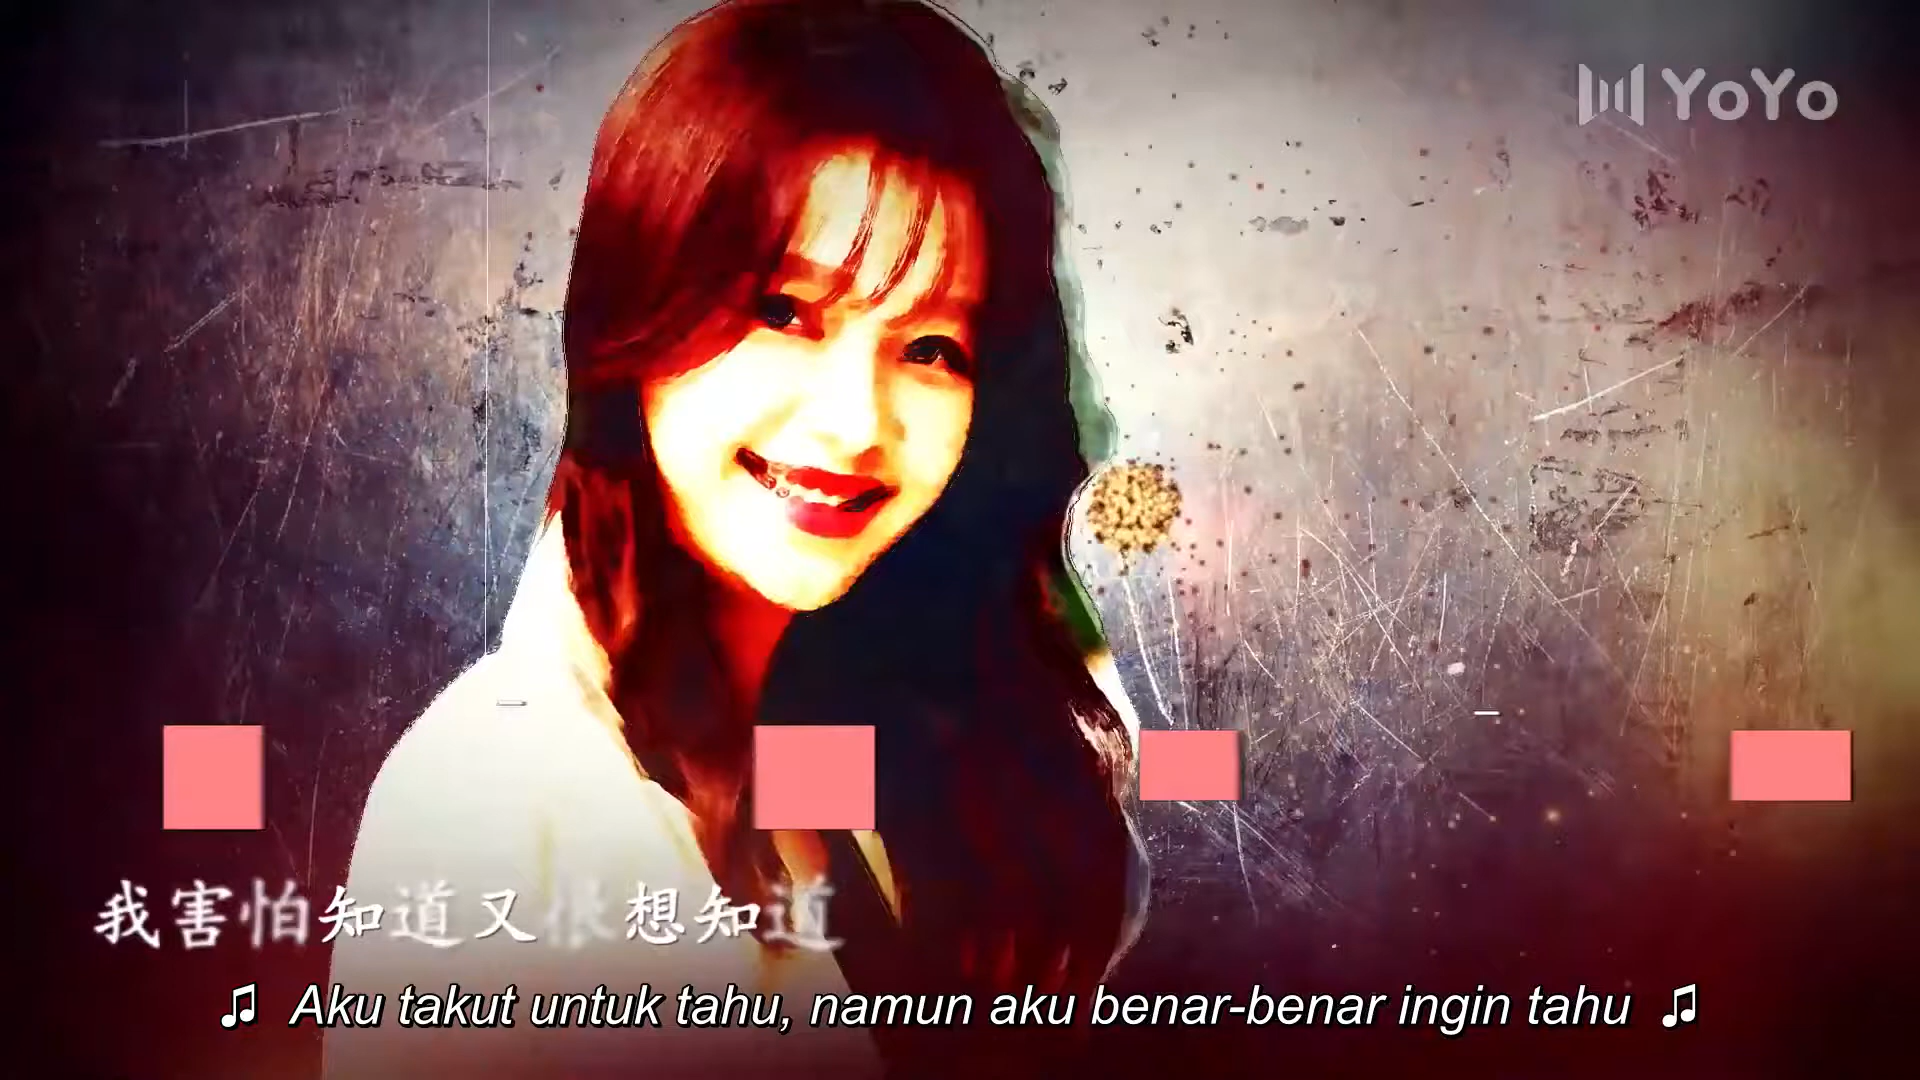 YoYo
我害怕知道又很想知道
♫ Aku takut untuk tahu, namun aku benar-benar ingin tahu ♫